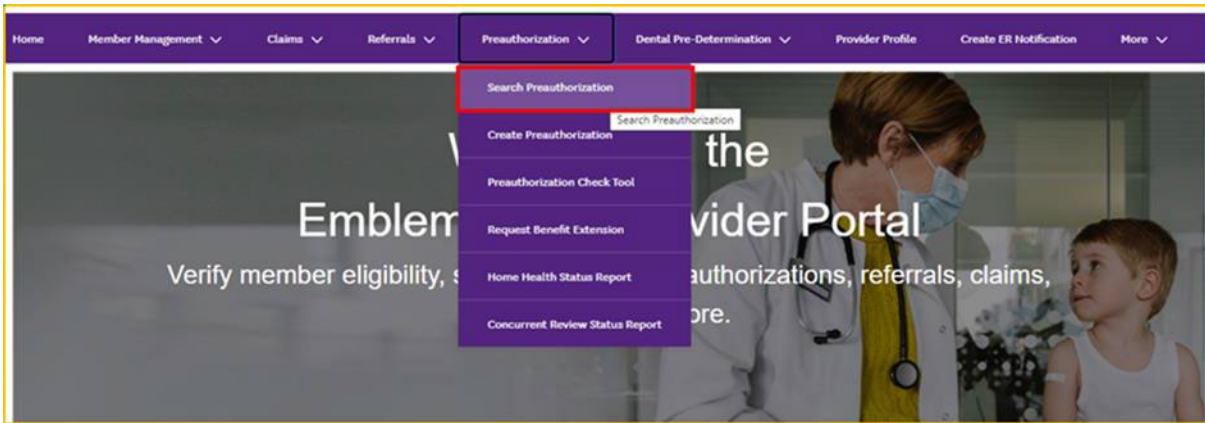 Home Member Management Claims Referrals Preauthorization Dental Pre-Determination Provider Profile Create ER Notification More
Search Preauthorization
Search Preauthorization
Create Preauthorization
the
Preauthorization Check Tool
Emblem vider Portal
Request Benefit Extension
Verify member eligibility, s authorizations, referrals, claims,
Home Health Status Report
ore.
Concurrent Review Status Report